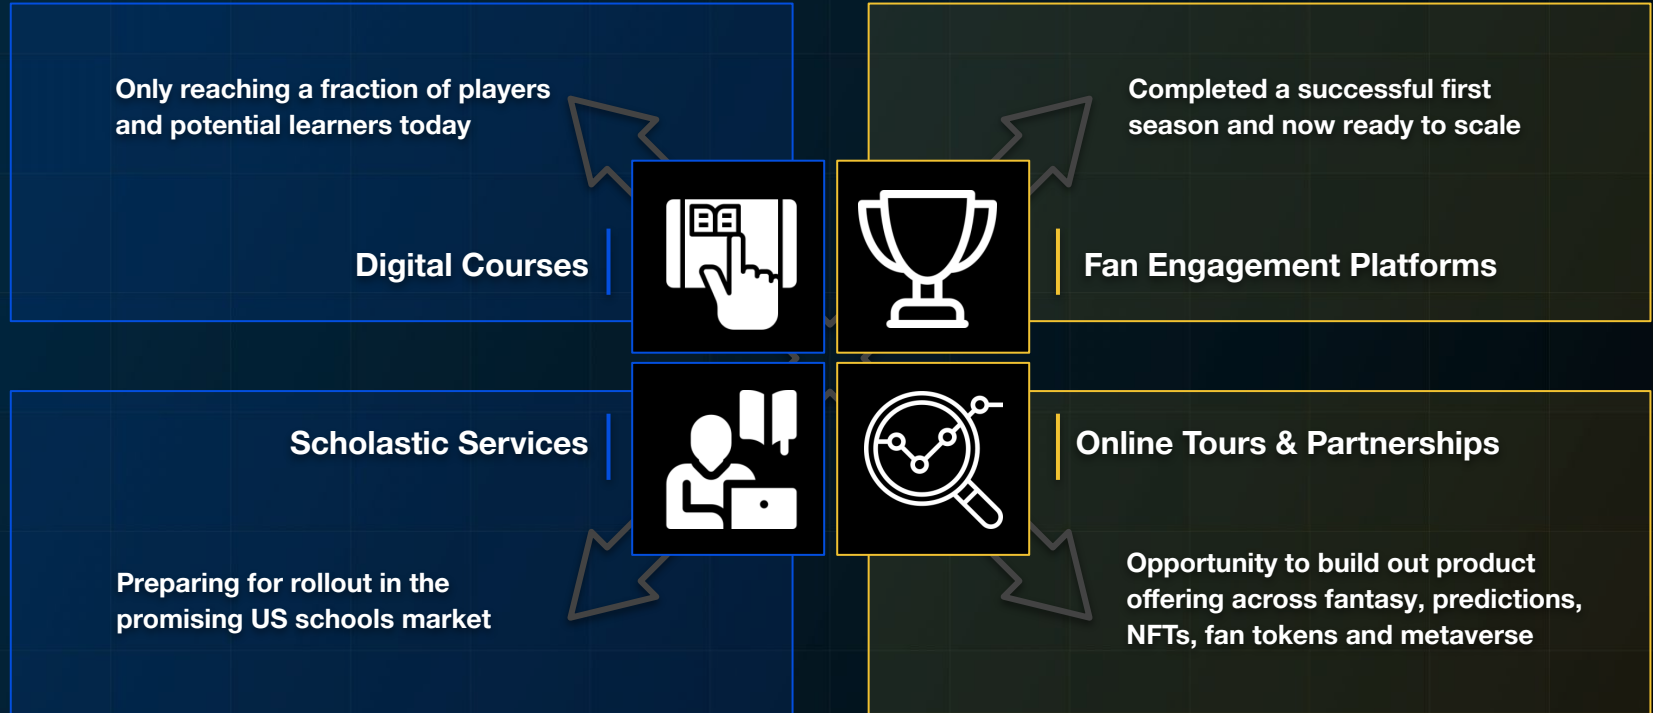 Only reaching a fraction of players
and potential learners today
Digital Courses
Completed a successful first
season and now ready to scale
Fan Engagement Platforms
Scholastic Services
Preparing for rollout in the
promising US schools market
Online Tours & Partnerships
Opportunity to build out product
offering across fantasy, predictions,
NFTs, fan tokens and metaverse